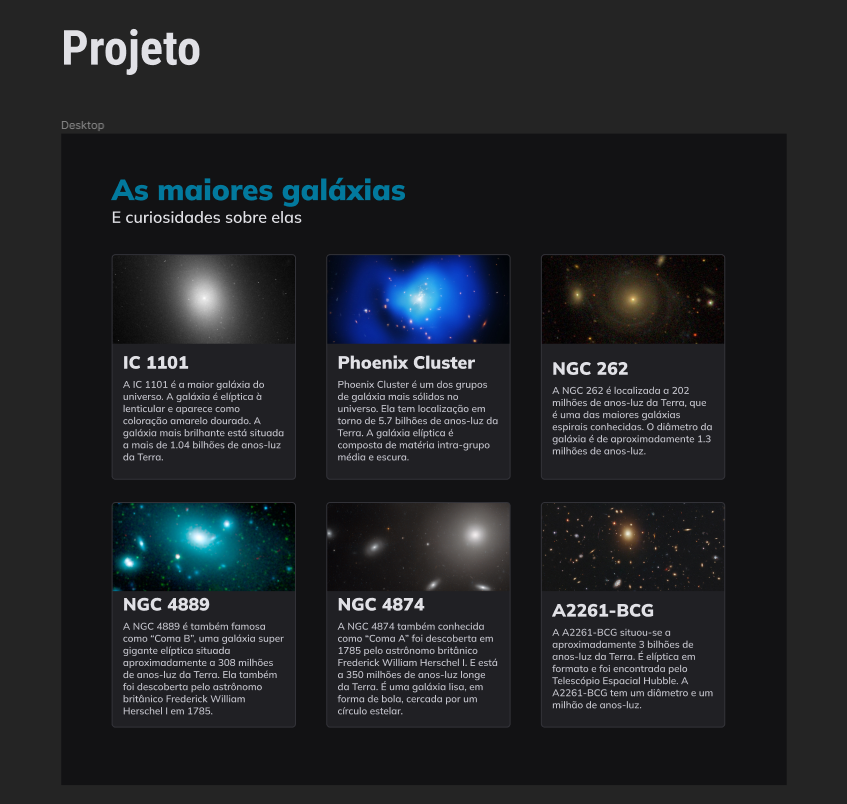 Projeto
Desktop
As maiores galáxias
E curiosidades sobre elas
IC 1101
A IC 1101 é a maior galáxia do
universo. A galáxia é elíptica à
lenticular e aparece como
coloração amarelo dourado. A
galáxia mais brilhante está situada
a mais de 1.04 bilhões de anos-luz
da Terra.
Phoenix Cluster
Phoenix Cluster é um dos grupos
de galáxia mais sólidos no
universo. Ela tem localização em
torno de 5.7 bilhões de anos-luz da
Terra. A galáxia elíptica é
composta de matéria intra-grupo
média e escura.
NGC 262
A NGC 262 é localizada a 202
milhões de anos-luz da Terra, que
é uma das maiores galáxias
espirais conhecidas. O diâmetro da
galáxia é de aproximadamente 1.3
milhões de anos-luz.
NGC 4889
A NGC 4889 é também famosa
como “Coma B”, uma galáxia super
gigante elíptica situada
aproximadamente a 308 milhões
de anos-luz da Terra. Ela também
foi descoberta pelo astrônomo
britânico Frederick William
Herschel I em 1785.
NGC 4874
A NGC 4874 também conhecida
como “Coma A” foi descoberta em
1785 pelo astronomo britânico
Frederick William Herschel I. E está
a 350 milhões de anos-luz longe
da Terra. É uma galáxia lisa, em
forma de bola, cercada por um
círculo estelar.
A2261-BCG
A A2261-BCG situou-se a
aproximadamente 3 bilhões de
anos-luz da Terra. É elíptica em
formato e foi encontrada pelo
Telescópio Espacial Hubble. A
A2261-BCG tem um diâmetro e um
milhão de anos-luz.